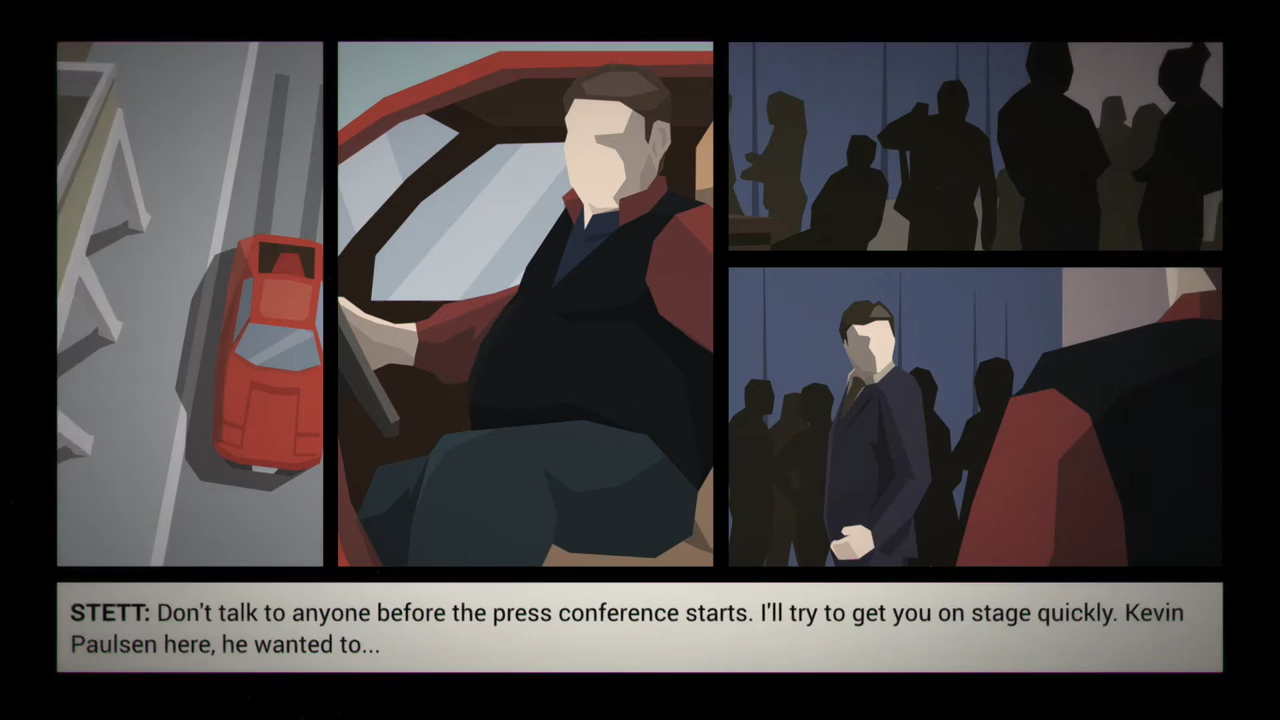 STETT: Don't talk to anyone before the press conference starts. I'll try to get you on stage quickly. Kevin
Paulsen here, he wanted to...